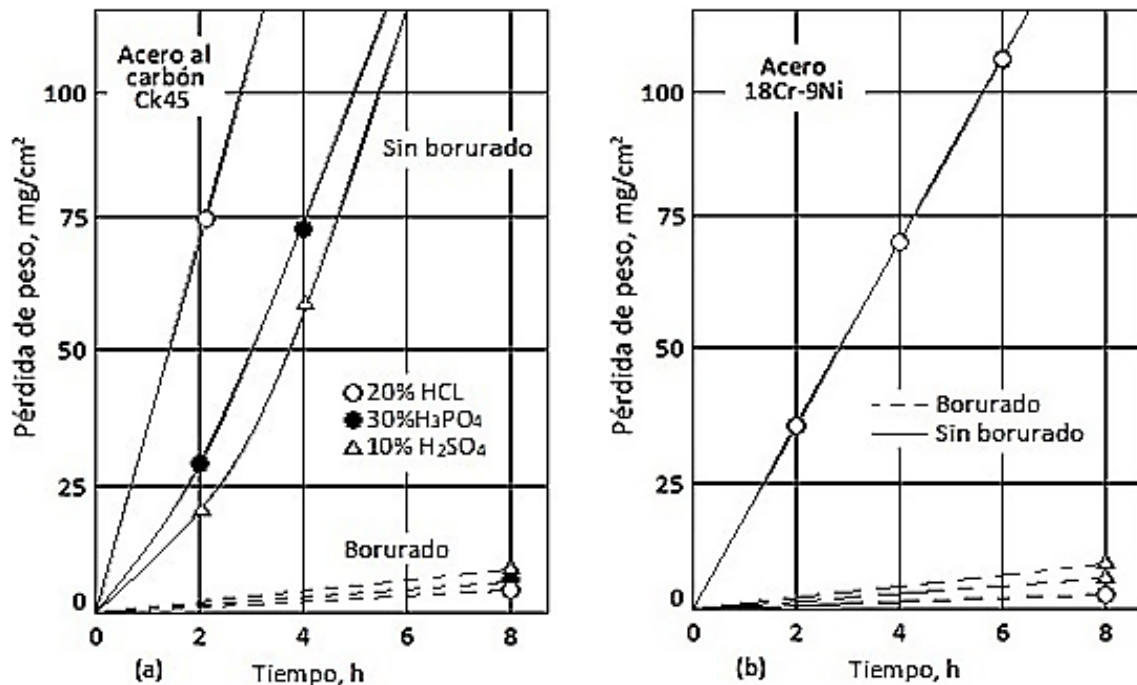 Acero al
carbón
Ck45
Sin borurado
20% HCL
30%H₃PO₄
10% H₂SO₄
Borurado
Pérdida de peso, mg/cm²
100
75
50
25
0
0 2 4 6 8
(a) Tiempo, h
Acero
18Cr-9Ni
Borurado
Sin borurado
Pérdida de peso, mg/cm²
100
75
50
25
0
0 2 4 6 8
(b) Tiempo, h